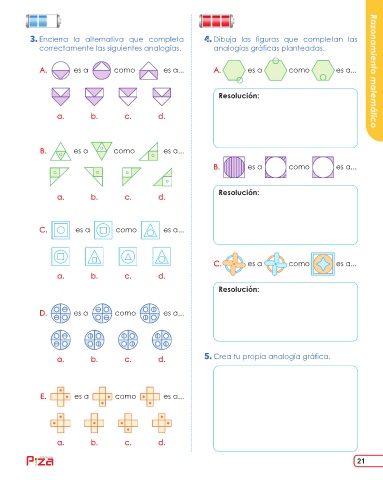 3. Encierra la alternativa que completa
correctamente las siguientes analogías.
A. es a como es a...
a. b. c. d.
B. es a como es a...
a. b. c. d.
C. es a como es a...
a. b. c. d.
D. es a como es a...
a. b. c. d.
E. es a como es a...
a. b. c. d.
4. Dibuja las figuras que completan las
analogías gráficas planteadas.
A. es a como es a...
Resolución:
B. es a como es a...
Resolución:
C. es a como es a...
Resolución:
5. Crea tu propia analogía gráfica.
Razonamiento matemático
Piza
21